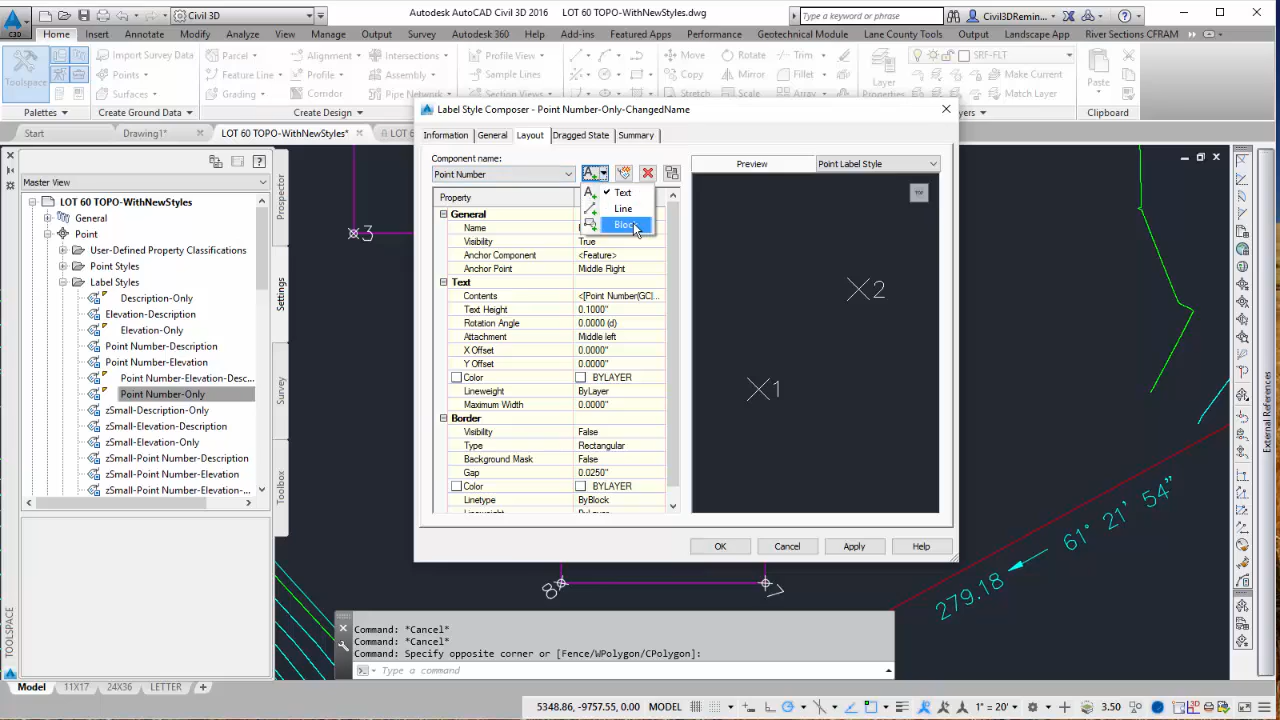 C3D
Civil 3D
Autodesk AutoCAD Civil 3D 2016 LOT 60 TOPO-WithNewStyles.dwg
Type a keyword or phrase
Civil3DRemin...
Home Insert Annotate Modify Analyze View Manage Output Survey Autodesk 360 Help Add-ins Featured Apps Performance Geotechnical Module Lane County Tools Output Landscape App River Sections CFRAM
Toolspace
Import Survey Data
Points
Surfaces
Parcel
Feature Line
Grading
Alignment
Profile
Corridor
Intersections
Assembly
Profile View
Sample Lines
Move Rotate Trim
Copy Mirror Fillet
Layer
SRF-FLT
Make Current
Match Layer
Paste
Palettes
Create Ground Data
Create Design
Clipboard
Start
Drawing1*
LOT 60 TOPO-WithNewStyles*
LOT 6
Master View
LOT 60 TOPO-WithNewStyles
General
Point
User-Defined Property Classifications
Point Styles
Label Styles
Description-Only
Elevation-Description
Elevation-Only
Point Number-Description
Point Number-Elevation
Point Number-Elevation-Desc...
Point Number-Only
zSmall-Description-Only
zSmall-Elevation-Description
zSmall-Elevation-Only
zSmall-Point Number-Description
zSmall-Point Number-Elevation
zSmall-Point Number-Elevation-...
Prospector
Settings
Survey
Toolbox
TOOLSPACE
Label Style Composer - Point Number-Only-ChangedName
Information General Layout Dragged State Summary
Component name:
Point Number
Text
Line
Block
Preview
Point Label Style
TOP
Property
General
Name
Visibility True
Anchor Component <Feature>
Anchor Point Middle Right
Text
Contents <[Point Number(GC|...
Text Height 0.1000"
Rotation Angle 0.0000 (d)
Attachment Middle left
X Offset 0.0000"
Y Offset 0.0000"
Color BYLAYER
Lineweight ByLayer
Maximum Width 0.0000"
Border
Visibility False
Type Rectangular
Background Mask False
Gap 0.0250"
Color BYLAYER
Linetype ByBlock
2
1
OK Cancel Apply Help
3
8
7
279.18
61° 21' 54"
Command: *Cancel*
Command: *Cancel*
Command: Specify opposite corner or [Fence/WPolygon/CPolygon]:
Type a command
Model 11X17 24X36 LETTER
5348.86, -9757.55, 0.00 MODEL 1" = 20' 3.50